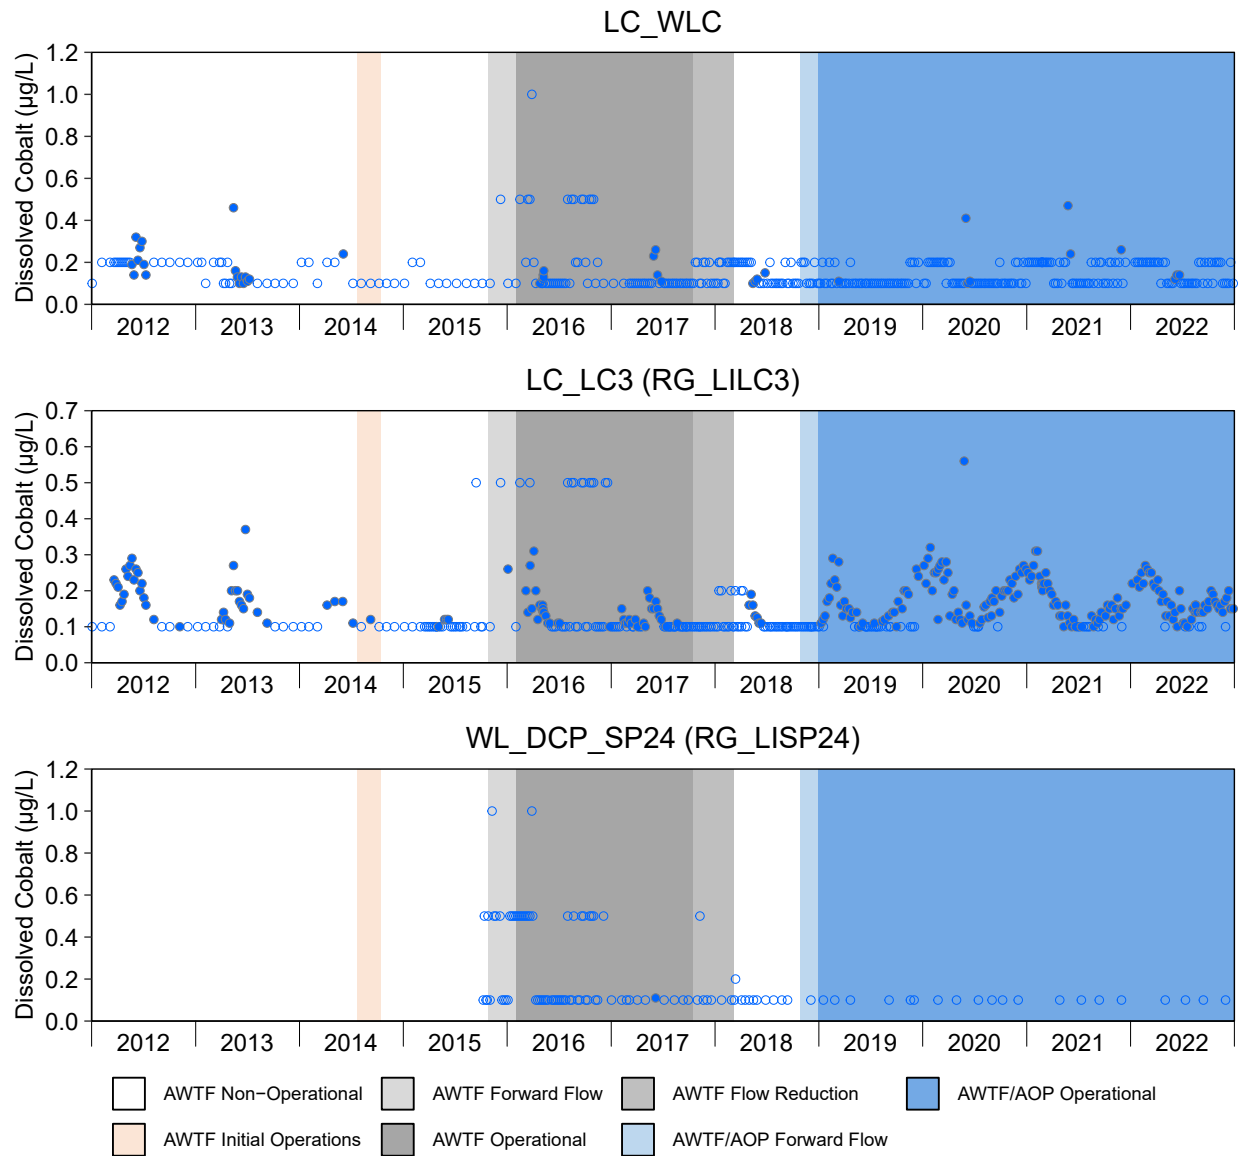 LC_WLC
Dissolved Cobalt (µg/L)
1.2
1.0
0.8
0.6
0.4
0.2
0.0
2012 2013 2014 2015 2016 2017 2018 2019 2020 2021 2022
LC_LC3 (RG_LILC3)
Dissolved Cobalt (µg/L)
0.7
0.6
0.5
0.4
0.3
0.2
0.1
0.0
2012 2013 2014 2015 2016 2017 2018 2019 2020 2021 2022
WL_DCP_SP24 (RG_LISP24)
Dissolved Cobalt (µg/L)
1.2
1.0
0.8
0.6
0.4
0.2
0.0
2012 2013 2014 2015 2016 2017 2018 2019 2020 2021 2022
AWTF Non−Operational AWTF Forward Flow AWTF Flow Reduction AWTF/AOP Operational
AWTF Initial Operations AWTF Operational AWTF/AOP Forward Flow